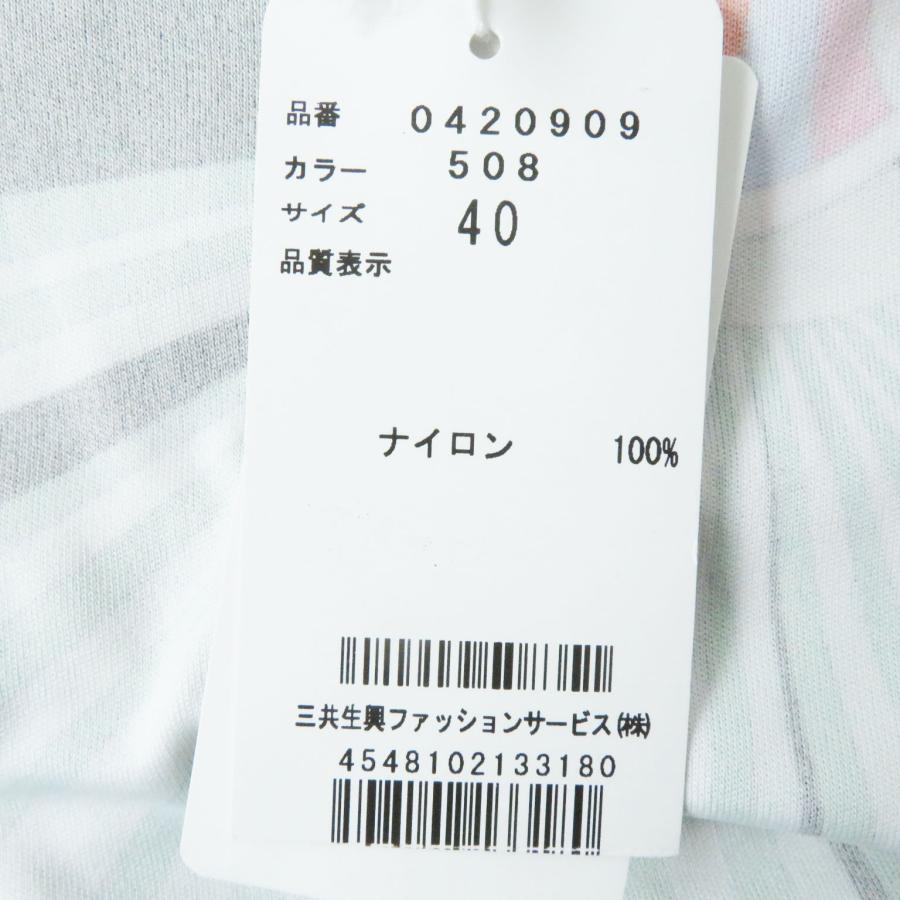 品番 0420909
カラー 508
サイズ 40
品質表示
ナイロン 100%
三共生興ファッションサービス(株)
4548102133180